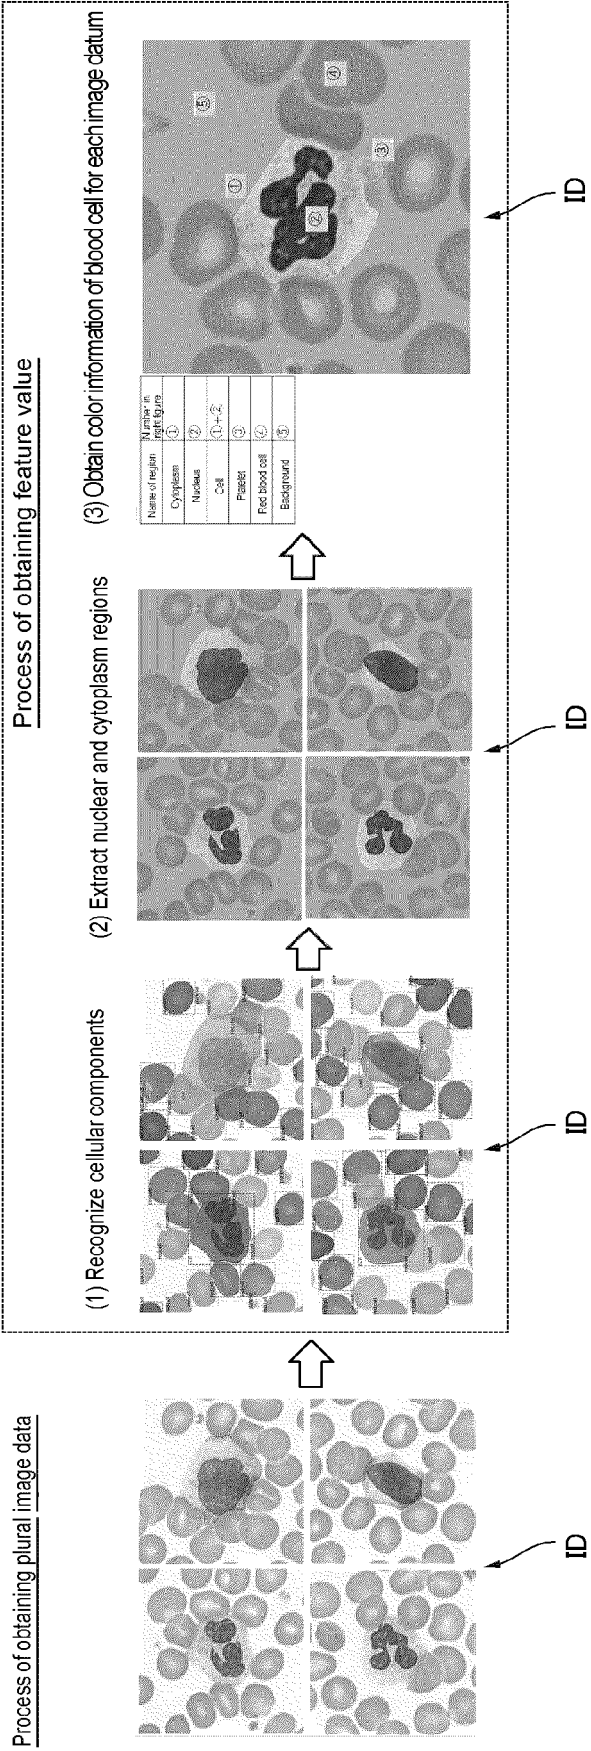 Process of obtaining plural image data
ID
Process of obtaining feature value
(1) Recognize cellular components
ID
(2) Extract nuclear and cytoplasm regions
ID
(3) Obtain color information of blood cell for each image datum
Name of region Number in right figure
Cytoplasm ①
Nucleus ②
Cell ①+②
Platelet ③
Red blood cell ④
Background ⑤
①
②
③
④
⑤
ID